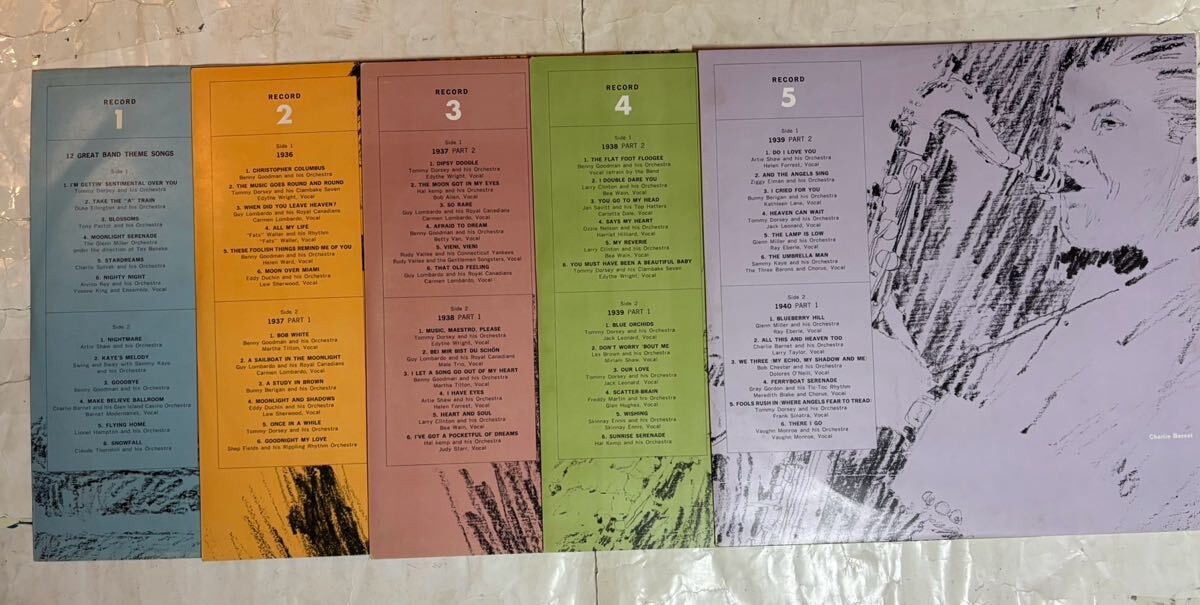 RECORD
1
12 GREAT BAND THEME SONGS
Side 1
1. I'M GETTIN' SENTIMENTAL OVER YOU
Tommy Dorsey and his Orchestra
2. TAKE THE "A" TRAIN
Duke Ellington and his Orchestra
3. BLOSSOMS
Tony Pastor and his Orchestra
4. MOONLIGHT SERENADE
The Glenn Miller Orchestra
under the direction of Tex Beneke
5. STARDREAMS
Charlie Spivak and his Orchestra
6. NIGHTY NIGHT
Alvino Rey and his Orchestra
Yvonne King and Ensemble, Vocal
Side 2
1. NIGHTMARE
Artie Shaw and his Orchestra
2. KAYE'S MELODY
Swing and Sway with Sammy Kaye
and his Orchestra
3. GOODBYE
Benny Goodman and his Orchestra
4. MAKE BELIEVE BALLROOM
Charlie Barnet and his Glen Island Casino Orchestra
Barnet Modernaires, Vocal
5. FLYING HOME
Lionel Hampton and his Orchestra
6. SNOWFALL
Claude Thornhill and his Orchestra
RECORD
2
Side 1
1936
1. CHRISTOPHER COLUMBUS
Benny Goodman and his Orchestra
2. THE MUSIC GOES ROUND AND ROUND
Tommy Dorsey and his Clambake Seven
Edythe Wright, Vocal
3. WHEN DID YOU LEAVE HEAVEN?
Guy Lombardo and his Royal Canadians
Carmen Lombardo, Vocal
4. ALL MY LIFE
"Fats" Waller and his Rhythm
"Fats" Waller, Vocal
5. THESE FOOLISH THINGS REMIND ME OF YOU
Benny Goodman and his Orchestra
Helen Ward, Vocal
6. MOON OVER MIAMI
Eddy Duchin and his Orchestra
Lew Sherwood, Vocal
Side 2
1937 PART 1
1. BOB WHITE
Benny Goodman and his Orchestra
Martha Tilton, Vocal
2. A SAILBOAT IN THE MOONLIGHT
Guy Lombardo and his Royal Canadians
Carmen Lombardo, Vocal
3. A STUDY IN BROWN
Bunny Berigan and his Orchestra
4. MOONLIGHT AND SHADOWS
Eddy Duchin and his Orchestra
Lew Sherwood, Vocal
5. ONCE IN A WHILE
Tommy Dorsey and his Orchestra
6. GOODNIGHT MY LOVE
Shep Fields and his Rippling Rhythm Orchestra
RECORD
3
Side 1
1937 PART 2
1. DIPSY DOODLE
Tommy Dorsey and his Orchestra
Edythe Wright, Vocal
2. THE MOON GOT IN MY EYES
Hal kemp and his Orchestra
Bob Allen, Vocal
3. SO RARE
Guy Lombardo and his Royal Canadians
Carmen Lombardo, Vocal
4. AFRAID TO DREAM
Benny Goodman and his Orchestra
Betty Van, Vocal
5. VIENI, VIENI
Rudy Vallee and his Connecticut Yankees
Rudy Vallee and the Gentlemen Songsters, Vocal
6. THAT OLD FEELING
Guy Lombardo and his Royal Canadians
Carmen Lombardo, Vocal
Side 2
1938 PART 1
1. MUSIC, MAESTRO, PLEASE
Tommy Dorsey and his Orchestra
Edythe Wright, Vocal
2. BEI MIR BIST DU SCHÖN
Guy Lombardo and his Royal Canadians
Male Trio, Vocal
3. I LET A SONG GO OUT OF MY HEART
Benny Goodman and his Orchestra
Martha Tilton, Vocal
4. I HAVE EYES
Artie Shaw and his Orchestra
Helen Forrest, Vocal
5. HEART AND SOUL
Larry Clinton and his Orchestra
Bea Wain, Vocal
6. I'VE GOT A POCKETFUL OF DREAMS
Hal kemp and his Orchestra
Judy Starr, Vocal
RECORD
4
Side 1
1938 PART 2
1. THE FLAT FOOT FLOOGEE
Benny Goodman and his Orchestra
Vocal refrain by the Band
2. I DOUBLE DARE YOU
Larry Clinton and his Orchestra
Bea Wain, Vocal
3. YOU GO TO MY HEAD
Jan Savitt and his Top Hatters
Carlotta Dale, Vocal
4. SAYS MY HEART
Ozzie Nelson and his Orchestra
Harriet Hilliard, Vocal
5. MY REVERIE
Larry Clinton and his Orchestra
Bea Wain, Vocal
6. YOU MUST HAVE BEEN A BEAUTIFUL BABY
Tommy Dorsey and his Clambake Seven
Edythe Wright, Vocal
Side 2
1939 PART 1
1. BLUE ORCHIDS
Tommy Dorsey and his Orchestra
Jack Leonard, Vocal
2. DON'T WORRY 'BOUT ME
Les Brown and his Orchestra
Miriam Shaw, Vocal
3. OUR LOVE
Tommy Dorsey and his Orchestra
Jack Leonard, Vocal
4. SCATTER-BRAIN
Freddy Martin and his Orchestra
Glen Hughes, Vocal
5. WISHING
Skinnay Ennis and his Orchestra
Skinnay Ennis, Vocal
6. SUNRISE SERENADE
Hal Kemp and his Orchestra
RECORD
5
Side 1
1939 PART 2
1. DO I LOVE YOU
Artie Shaw and his Orchestra
Helen Forrest, Vocal
2. AND THE ANGELS SING
Ziggy Elman and his Orchestra
3. I CRIED FOR YOU
Bunny Berigan and his Orchestra
Kathleen Lane, Vocal
4. HEAVEN CAN WAIT
Tommy Dorsey and his Orchestra
Jack Leonard, Vocal
5. THE LAMP IS LOW
Glenn Miller and his Orchestra
Ray Eberle, Vocal
6. THE UMBRELLA MAN
Sammy Kaye and his Orchestra
The Three Barons and Chorus, Vocal
Side 2
1940 PART 1
1. BLUEBERRY HILL
Glenn Miller and his Orchestra
Ray Eberle, Vocal
2. ALL THIS AND HEAVEN TOO
Charlie Barnet and his Orchestra
Larry Taylor, Vocal
3. WE THREE (MY ECHO, MY SHADOW AND ME)
Bob Chester and his Orchestra
Dolores O'Neill, Vocal
4. FERRYBOAT SERENADE
Gray Gordon and his Tic-Toc Rhythm
Meredith Blake and Chorus, Vocal
5. FOOLS RUSH IN (WHERE ANGELS FEAR TO TREAD)
Tommy Dorsey and his Orchestra
Frank Sinatra, Vocal
6. THERE I GO
Vaughn Monroe and his Orchestra
Vaughn Monroe, Vocal
Charlie Barnet